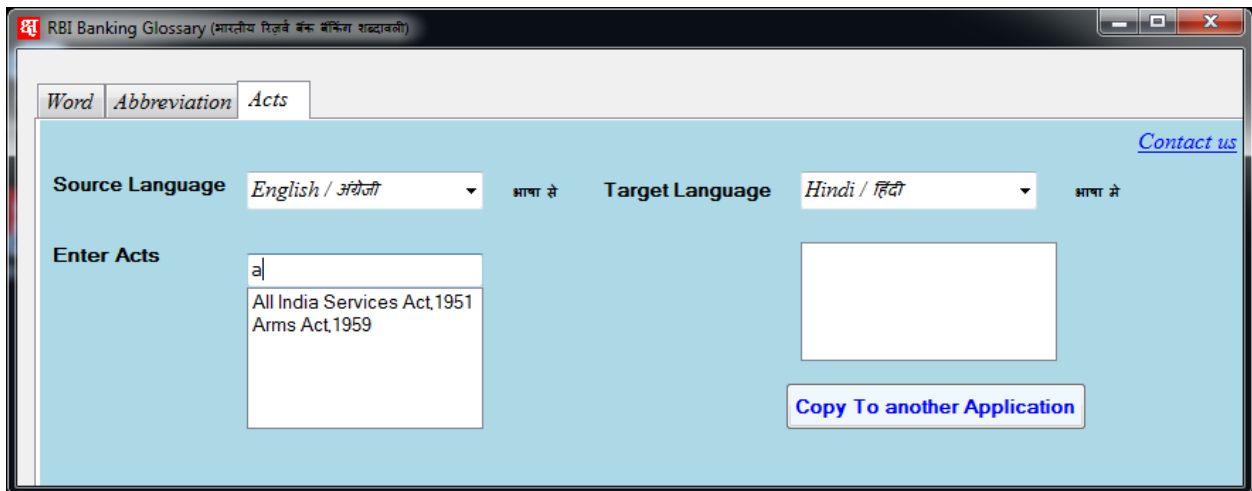 क्ष RBI Banking Glossary (भारतीय रिज़र्व बैंक बैंकिंग शब्दावली)
Word Abbreviation Acts
Contact us
Source Language English / अंग्रेजी भाषा से Target Language Hindi / हिंदी भाषा मे
Enter Acts
a
All India Services Act,1951
Arms Act,1959
Copy To another Application